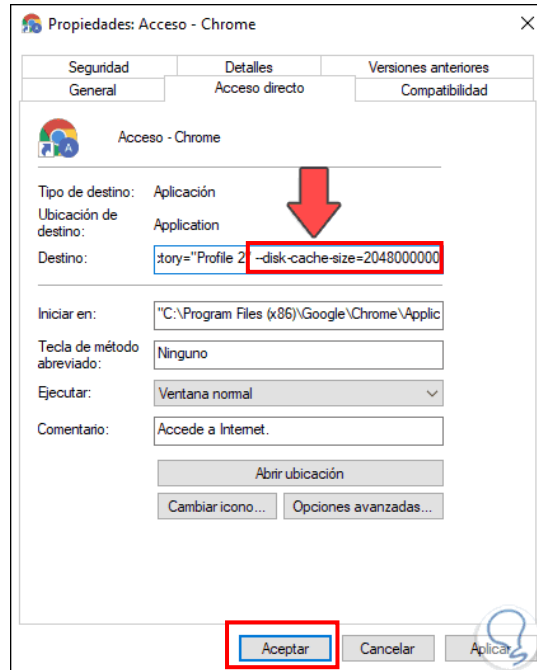 Propiedades: Acceso - Chrome
Seguridad Detalles Versiones anteriores
General Acceso directo Compatibilidad
A
Acceso - Chrome
Tipo de destino: Aplicación
Ubicación de
destino: Application
Destino: :tory="Profile 2" --disk-cache-size=2048000000
Iniciar en: "C:\Program Files (x86)\Google\Chrome\Applic
Tecla de método
abreviado: Ninguno
Ejecutar: Ventana normal
Comentario: Accede a Internet.
Abrir ubicación
Cambiar icono... Opciones avanzadas...
Aceptar Cancelar Aplicar